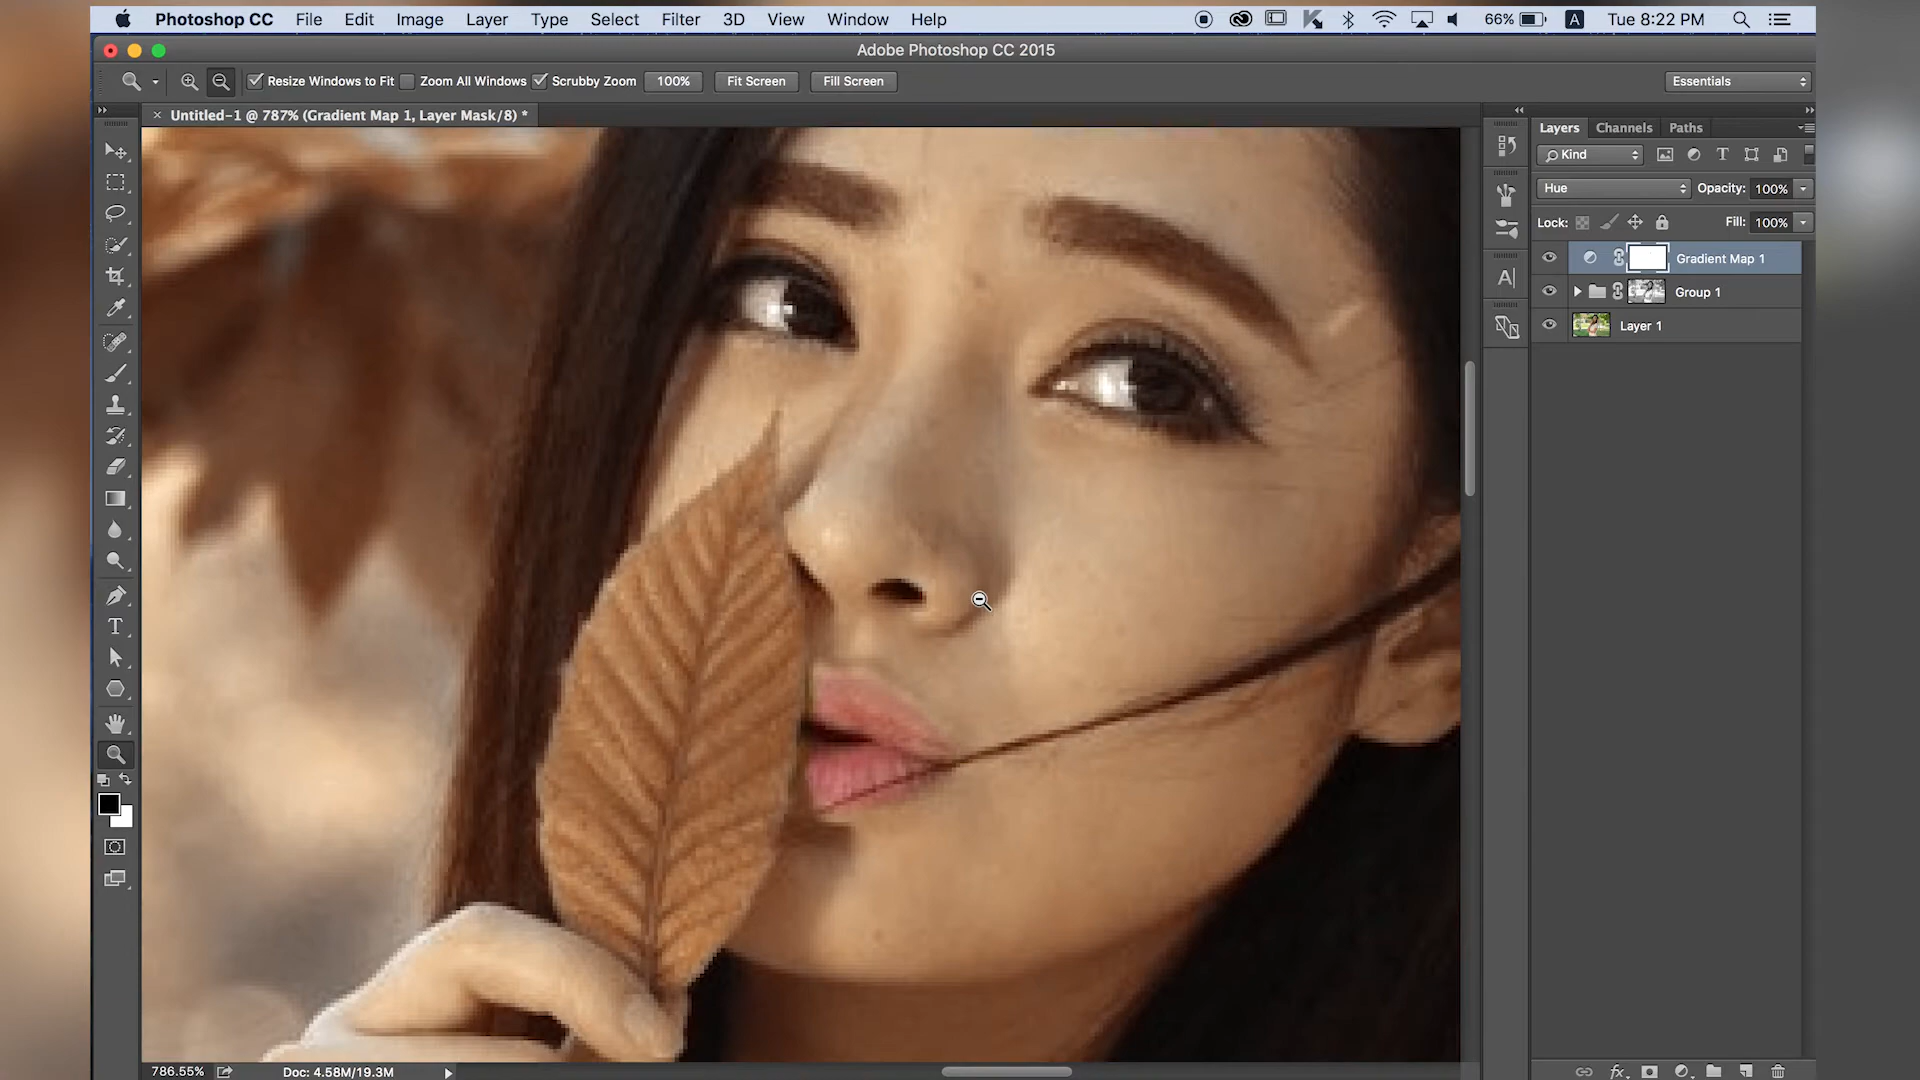 Photoshop CC File Edit Image Layer Type Select Filter 3D View Window Help 66% A Tue 8:22 PM
Adobe Photoshop CC 2015
Resize Windows to Fit Zoom All Windows Scrubby Zoom 100% Fit Screen Fill Screen Essentials
× Untitled-1 @ 787% (Gradient Map 1, Layer Mask/8) *
Layers Channels Paths
Kind T
Hue Opacity: 100%
Lock: Fill: 100%
A
Gradient Map 1
Group 1
Layer 1
T
786.55% Doc: 4.58M/19.3M fx